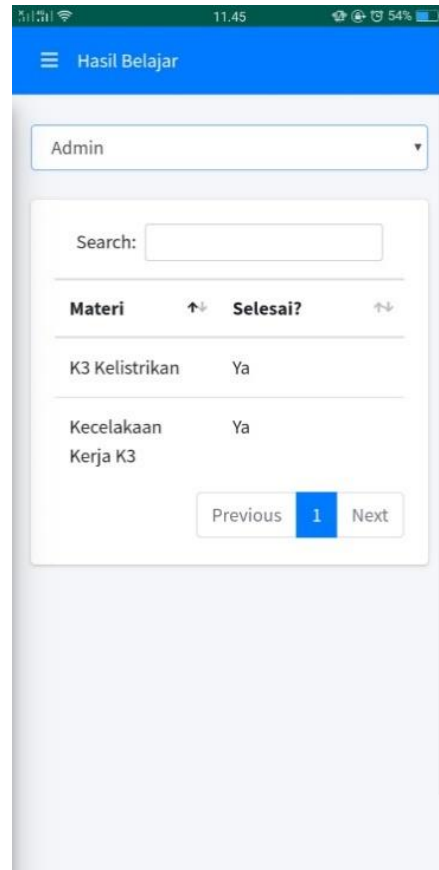 11.45
54%
Hasil Belajar
Admin
Search:
Materi Selesai?
K3 Kelistrikan Ya
Kecelakaan Ya
Kerja K3
Previous 1 Next